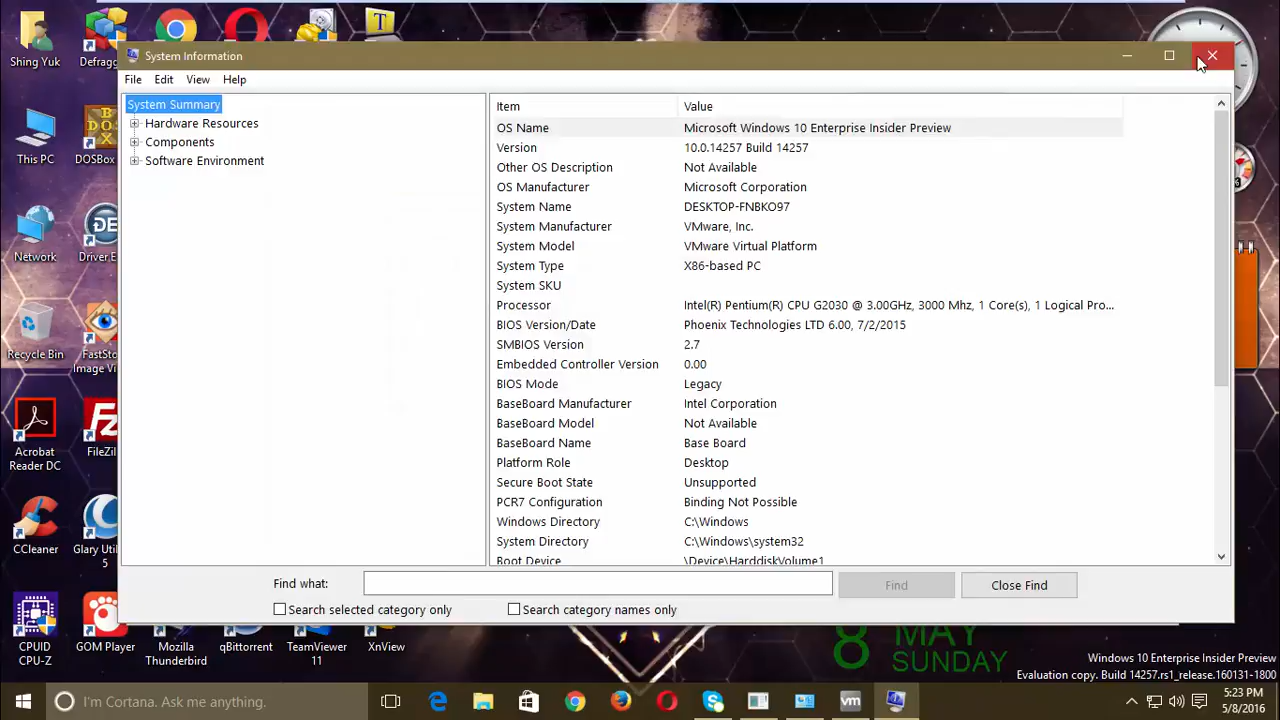 Shing Yuk
Defragg
System Information
File Edit View Help
System Summary
Hardware Resources
Components
Software Environment
Item Value
OS Name Microsoft Windows 10 Enterprise Insider Preview
Version 10.0.14257 Build 14257
Other OS Description Not Available
OS Manufacturer Microsoft Corporation
System Name DESKTOP-FNBKO97
System Manufacturer VMware, Inc.
System Model VMware Virtual Platform
System Type X86-based PC
System SKU
Processor Intel(R) Pentium(R) CPU G2030 @ 3.00GHz, 3000 Mhz, 1 Core(s), 1 Logical Pro...
BIOS Version/Date Phoenix Technologies LTD 6.00, 7/2/2015
SMBIOS Version 2.7
Embedded Controller Version 0.00
BIOS Mode Legacy
BaseBoard Manufacturer Intel Corporation
BaseBoard Model Not Available
BaseBoard Name Base Board
Platform Role Desktop
Secure Boot State Unsupported
PCR7 Configuration Binding Not Possible
Windows Directory C:\Windows
System Directory C:\Windows\system32
Boot Device \Device\HarddiskVolume1
Find what:
Find
Close Find
Search selected category only
Search category names only
This PC
DOSBox
Network
Driver E
Recycle Bin
FastSto
Image V
Acrobat
Reader DC
FileZil
CCleaner
Glary Uti
5
CPUID
CPU-Z
GOM Player
Mozilla
Thunderbird
qBittorrent
TeamViewer
11
XnView
8
MAY
SUNDAY
Windows 10 Enterprise Insider Preview
Evaluation copy. Build 14257.rs1_release.160131-1800
I'm Cortana. Ask me anything.
5:23 PM
5/8/2016